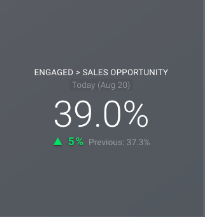 ENGAGED > SALES OPPORTUNITY
Today (Aug 20)
39.0%
▲ 5% Previous: 37.3%